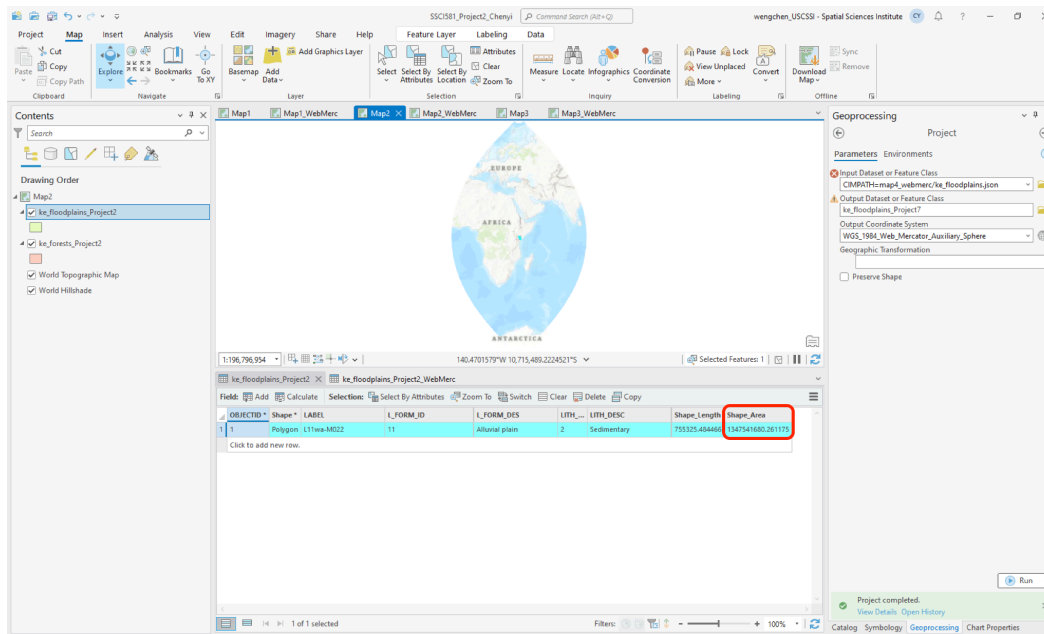 SSCI581_Project2_Chenyi
Command Search (Alt+Q)
wengchen_USCSSI - Spatial Sciences Institute
CY
?
Project Map Insert Analysis View Edit Imagery Share Help Feature Layer Labeling Data
Paste
Cut
Copy
Copy Path
Clipboard
Explore
Bookmarks
Go To XY
Navigate
Basemap
Add Data
Add Graphics Layer
Layer
Select
Select By Attributes
Select By Location
Attributes
Clear
Zoom To
Selection
Measure
Locate
Infographics
Coordinate Conversion
Inquiry
Pause
Lock
View Unplaced
More
Convert
Labeling
Download Map
Sync
Remove
Offline
Contents
Search
Drawing Order
Map2
ke_floodplains_Project2
ke_forests_Project2
World Topographic Map
World Hillshade
Map1 Map1_WebMerc Map2 Map2_WebMerc Map3 Map3_WebMerc
EUROPE
AFRICA
ANTARCTICA
1:196,796,954
140.4701579°W 10,715,489.2224521°S
Selected Features: 1
ke_floodplains_Project2 ke_floodplains_Project2_WebMerc
Field: Add Calculate Selection: Select By Attributes Zoom To Switch Clear Delete Copy
OBJECTID * Shape * LABEL L_FORM_ID L_FORM_DES LITH_... LITH_DESC Shape_Length Shape_Area
1 1 Polygon L11wa-M022 11 Alluvial plain 2 Sedimentary 755325.484466 1347541680.261175
Click to add new row.
1 of 1 selected
Filters:
- + 100%
Geoprocessing
Project
Parameters Environments
Input Dataset or Feature Class
CIMPATH=map4_webmerc/ke_floodplains.json
Output Dataset or Feature Class
ke_floodplains_Project7
Output Coordinate System
WGS_1984_Web_Mercator_Auxiliary_Sphere
Geographic Transformation
Preserve Shape
Run
Project completed.
View Details Open History
Catalog Symbology Geoprocessing Chart Properties